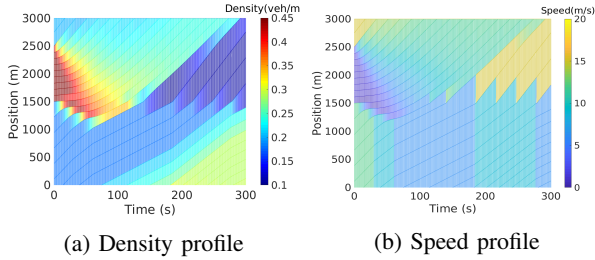 Density(veh/m
Speed(m/s)
3000
2500
2000
1500
1000
500
0
Position (m)
0 100 200 300
Time (s)
0.45
0.4
0.35
0.3
0.25
0.2
0.15
0.1
3000
2500
2000
1500
1000
500
0
Position (m)
0 100 200 300
Time (s)
20
15
10
5
0
(a) Density profile
(b) Speed profile